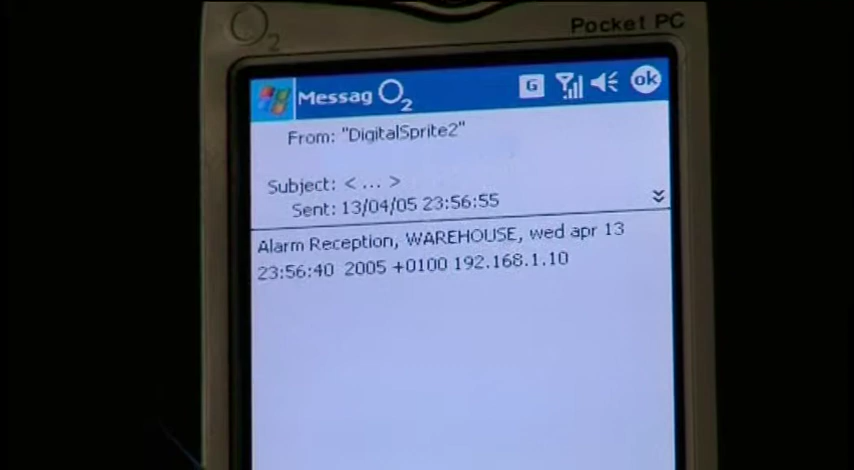 O2 Pocket PC
Messag O2 G ok
From: "DigitalSprite2"
Subject: < ... >
Sent: 13/04/05 23:56:55
Alarm Reception, WAREHOUSE, wed apr 13
23:56:40 2005 +0100 192.168.1.10